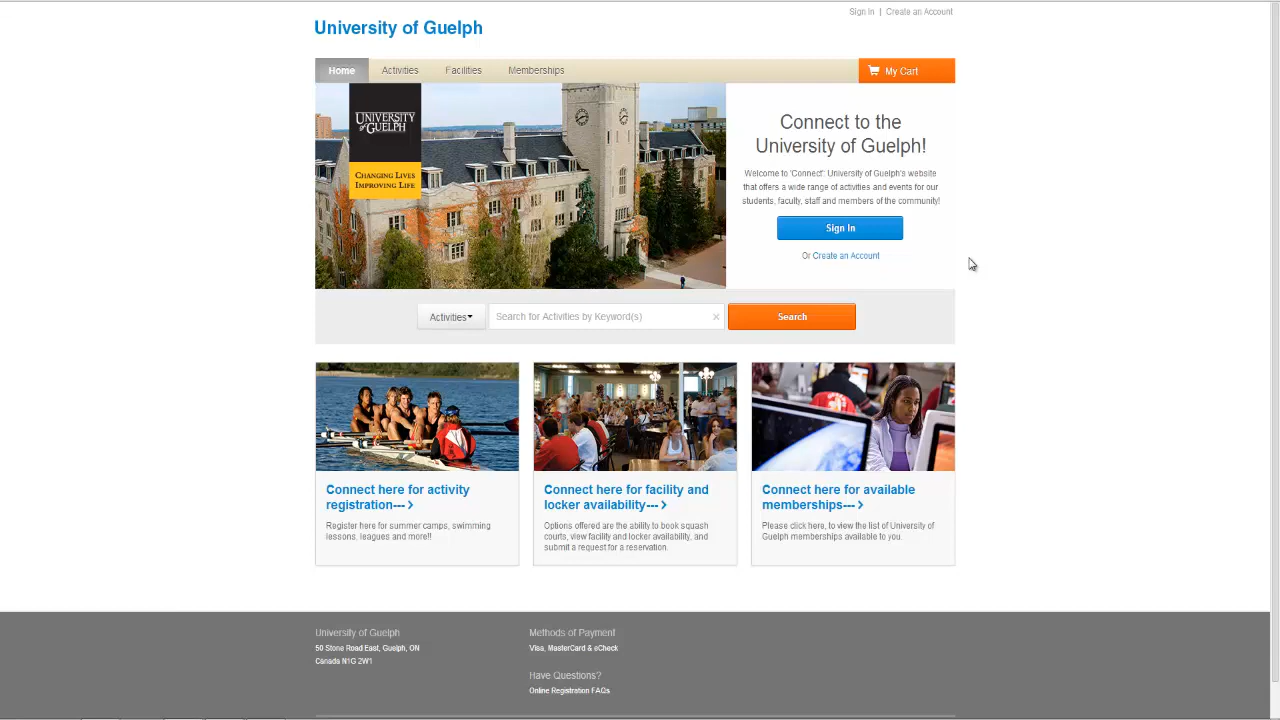 Sign In | Create an Account
University of Guelph
Home Activities Facilities Memberships My Cart
UNIVERSITY
OF GUELPH
CHANGING LIVES
IMPROVING LIFE
Connect to the
University of Guelph!
Welcome to 'Connect': University of Guelph's website
that offers a wide range of activities and events for our
students, faculty, staff and members of the community!
Sign In
Or Create an Account
Activities Search for Activities by Keyword(s) × Search
Connect here for activity
registration--- >
Register here for summer camps, swimming
lessons, leagues and more!!
Connect here for facility and
locker availability--- >
Options offered are the ability to book squash
courts, view facility and locker availability, and
submit a request for a reservation.
Connect here for available
memberships--- >
Please click here, to view the list of University of
Guelph memberships available to you.
University of Guelph
50 Stone Road East, Guelph, ON
Canada N1G 2W1
Methods of Payment
Visa, MasterCard & eCheck
Have Questions?
Online Registration FAQs